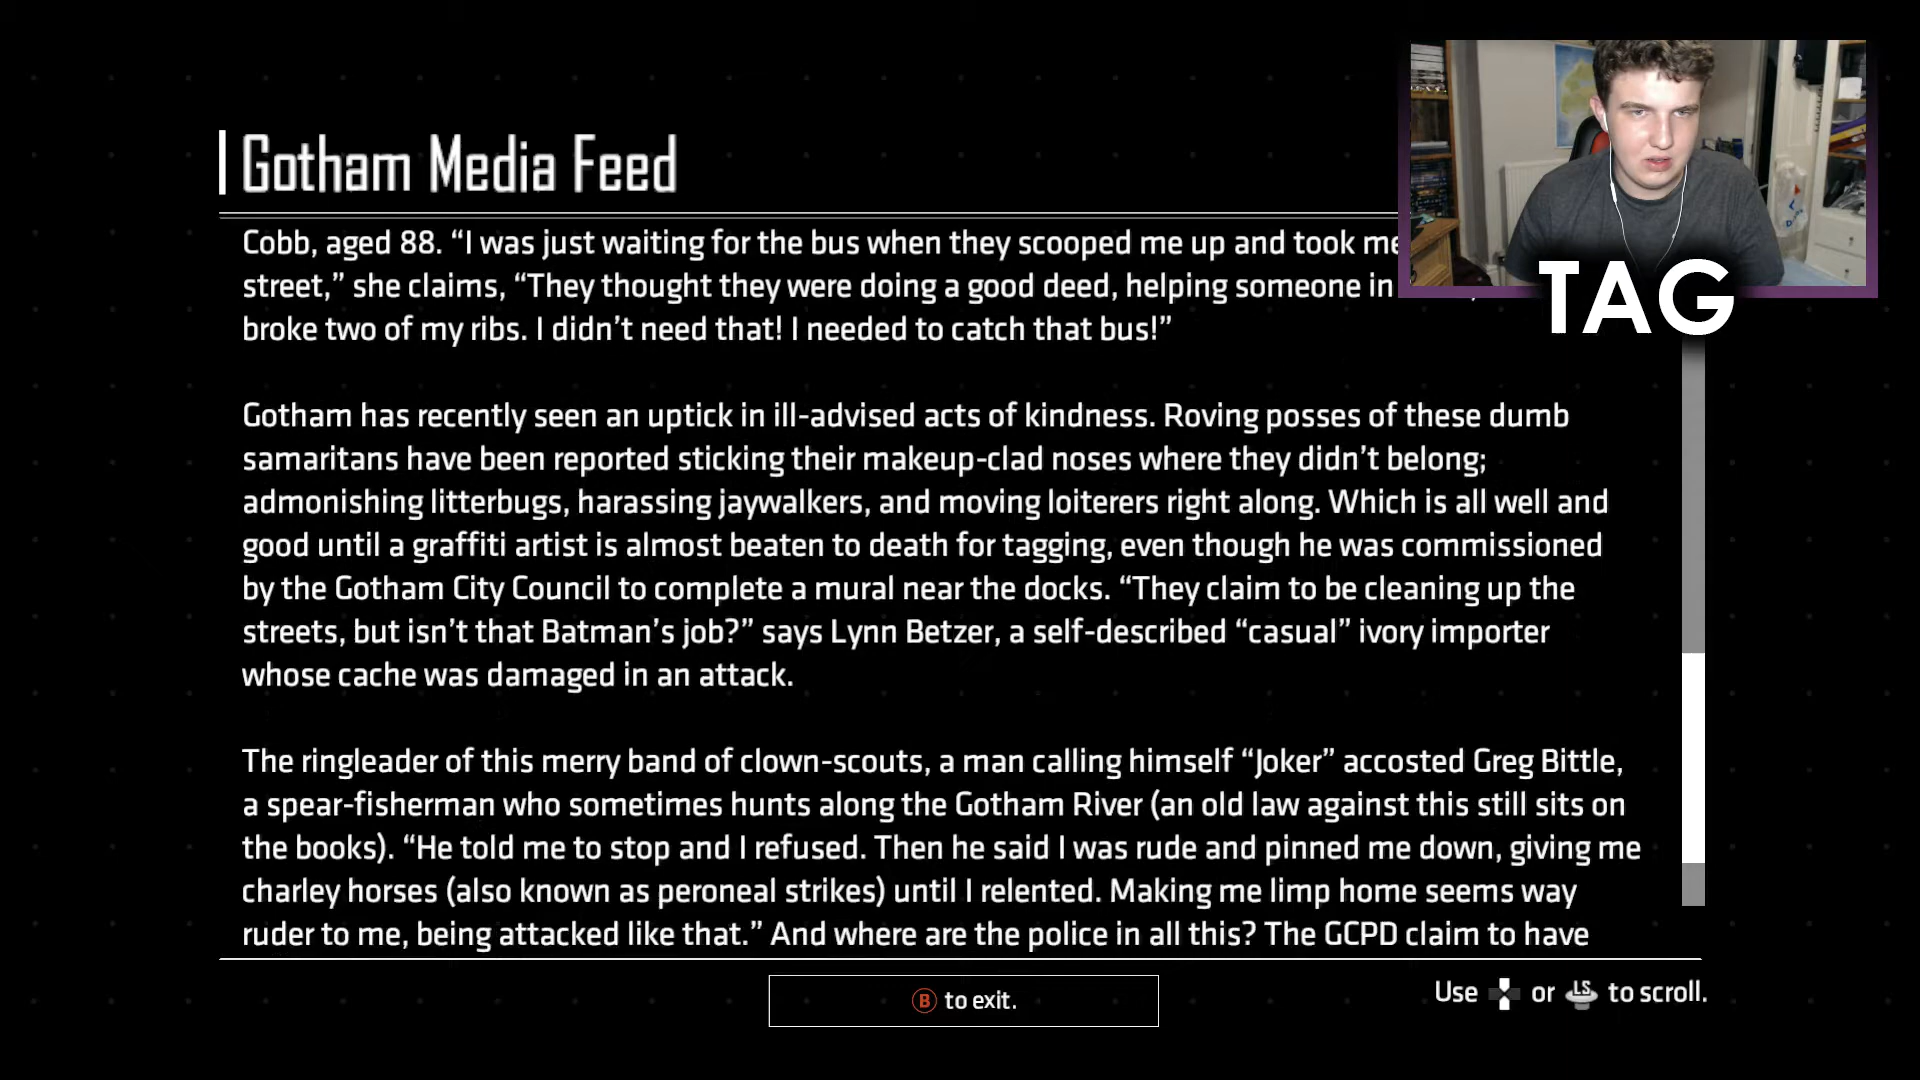 Gotham Media Feed
Cobb, aged 88. “I was just waiting for the bus when they scooped me up and took me
street,” she claims, “They thought they were doing a good deed, helping someone in
broke two of my ribs. I didn’t need that! I needed to catch that bus!”
TAG
Gotham has recently seen an uptick in ill-advised acts of kindness. Roving posses of these dumb
samaritans have been reported sticking their makeup-clad noses where they didn’t belong;
admonishing litterbugs, harassing jaywalkers, and moving loiterers right along. Which is all well and
good until a graffiti artist is almost beaten to death for tagging, even though he was commissioned
by the Gotham City Council to complete a mural near the docks. “They claim to be cleaning up the
streets, but isn’t that Batman’s job?” says Lynn Betzer, a self-described “casual” ivory importer
whose cache was damaged in an attack.
The ringleader of this merry band of clown-scouts, a man calling himself “Joker” accosted Greg Bittle,
a spear-fisherman who sometimes hunts along the Gotham River (an old law against this still sits on
the books). “He told me to stop and I refused. Then he said I was rude and pinned me down, giving me
charley horses (also known as peroneal strikes) until I relented. Making me limp home seems way
ruder to me, being attacked like that.” And where are the police in all this? The GCPD claim to have
B to exit.
Use or LS to scroll.